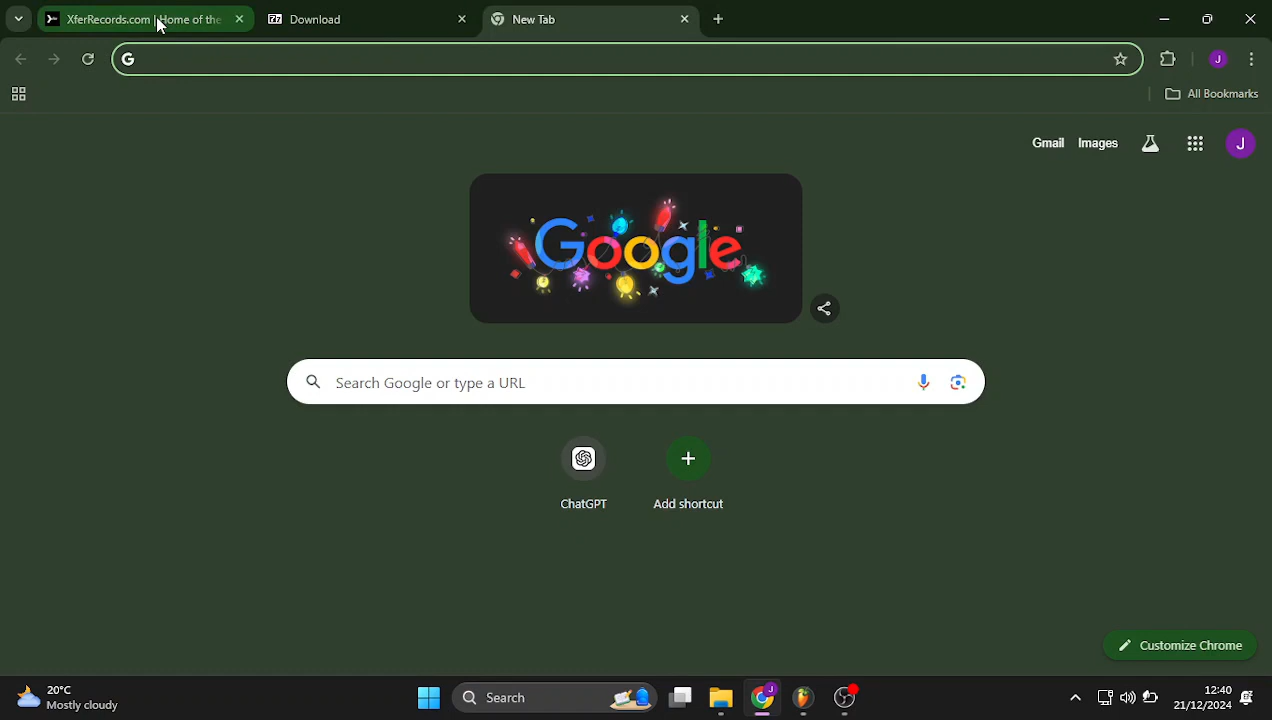 XferRecords.com | Home of the
Download
New Tab
All Bookmarks
Gmail
Images
J
Google
Search Google or type a URL
ChatGPT
Add shortcut
Customize Chrome
20°C
Mostly cloudy
Search
12:40
21/12/2024